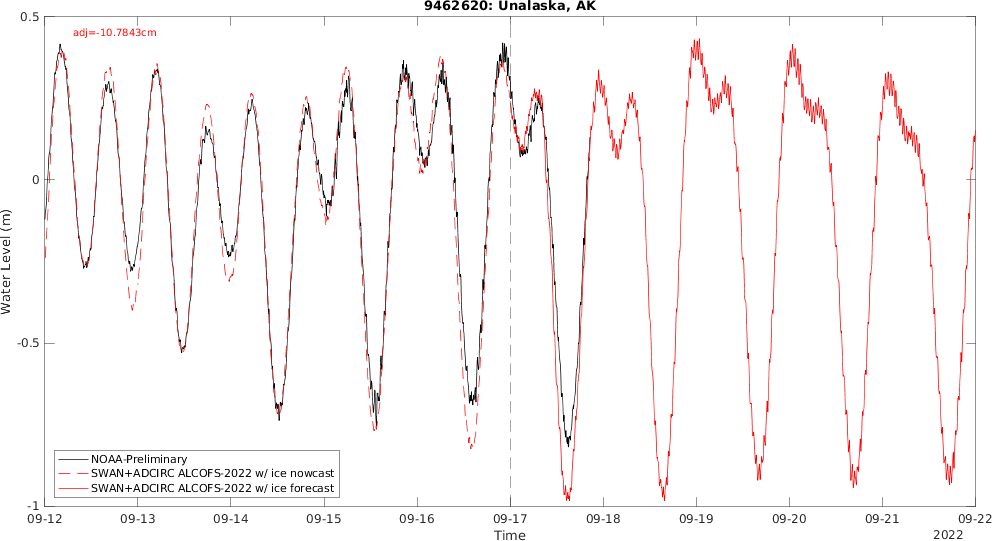 9462620: Unalaska, AK
adj=-10.7843cm
Water Level (m)
0.5
0
-0.5
-1
NOAA-Preliminary
SWAN+ADCIRC ALCOFS-2022 w/ ice nowcast
SWAN+ADCIRC ALCOFS-2022 w/ ice forecast
09-12 09-13 09-14 09-15 09-16 09-17 09-18 09-19 09-20 09-21 09-22
Time
2022